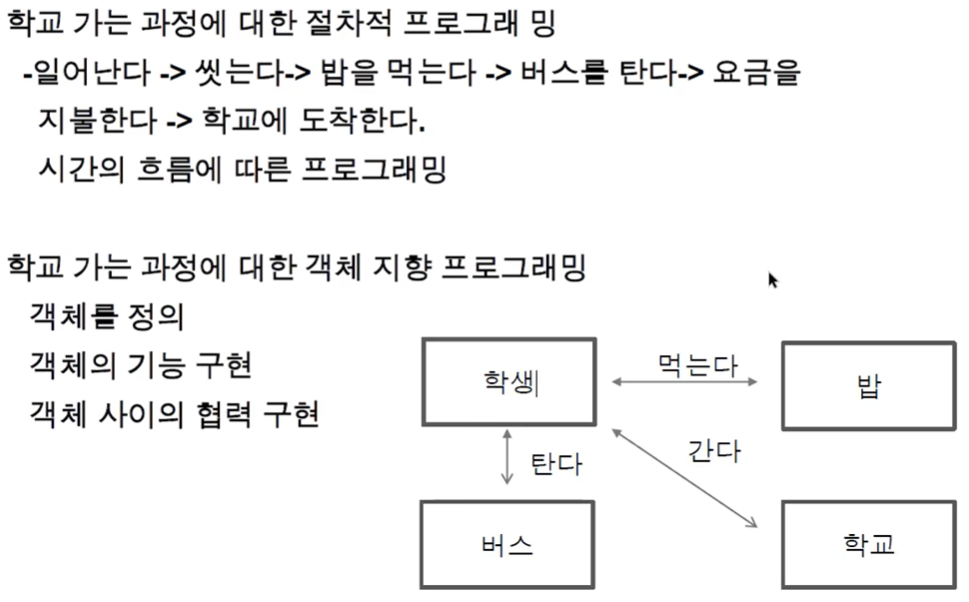 학교 가는 과정에 대한 절차적 프로그래 밍
-일어난다 -> 씻는다-> 밥을 먹는다 -> 버스를 탄다-> 요금을
지불한다 -> 학교에 도착한다.
시간의 흐름에 따른 프로그래밍
학교 가는 과정에 대한 객체 지향 프로그래밍
객체를 정의
객체의 기능 구현
객체 사이의 협력 구현
학생
먹는다
밥
탄다
간다
버스
학교